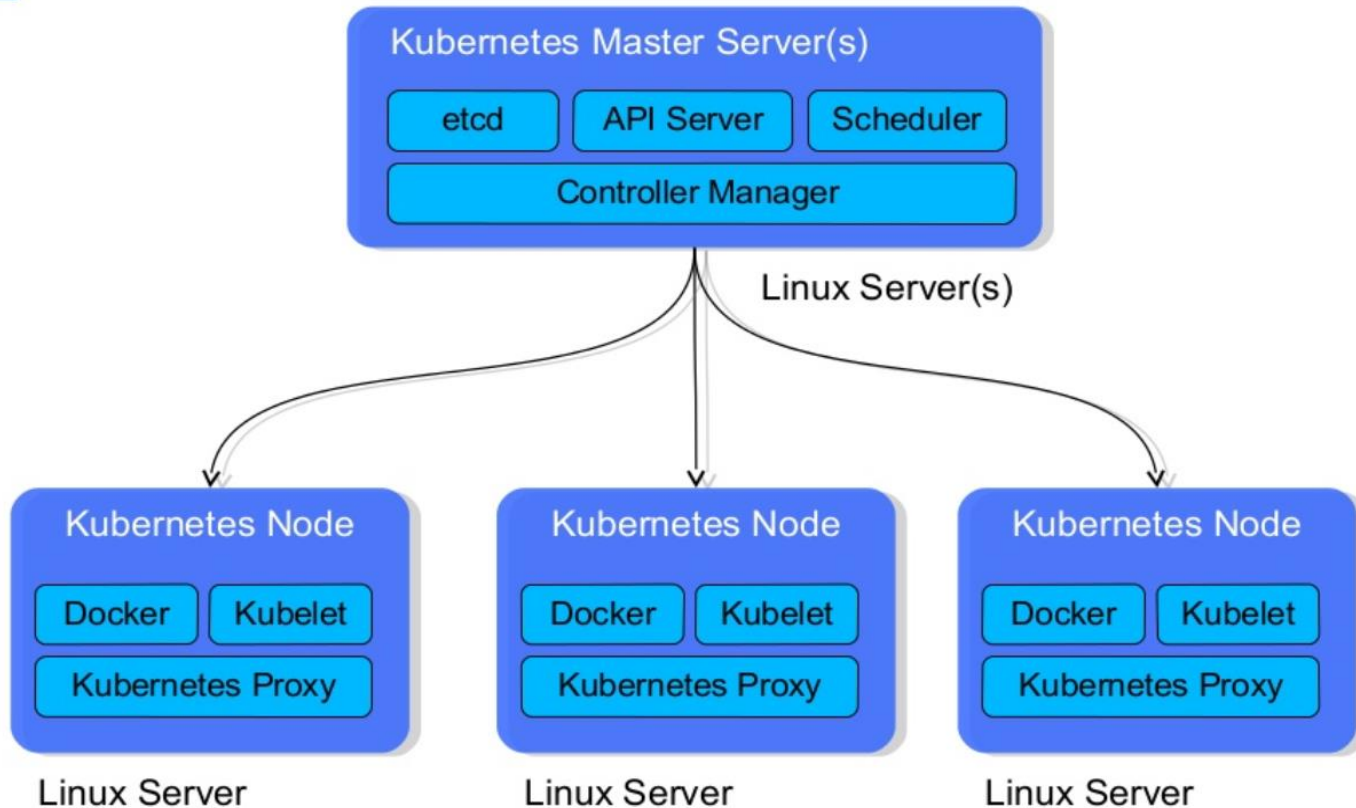 Kubernetes Master Server(s)
etcd
API Server
Scheduler
Controller Manager
Linux Server(s)
Kubernetes Node
Docker
Kubelet
Kubernetes Proxy
Linux Server
Kubernetes Node
Docker
Kubelet
Kubernetes Proxy
Linux Server
Kubernetes Node
Docker
Kubelet
Kubernetes Proxy
Linux Server